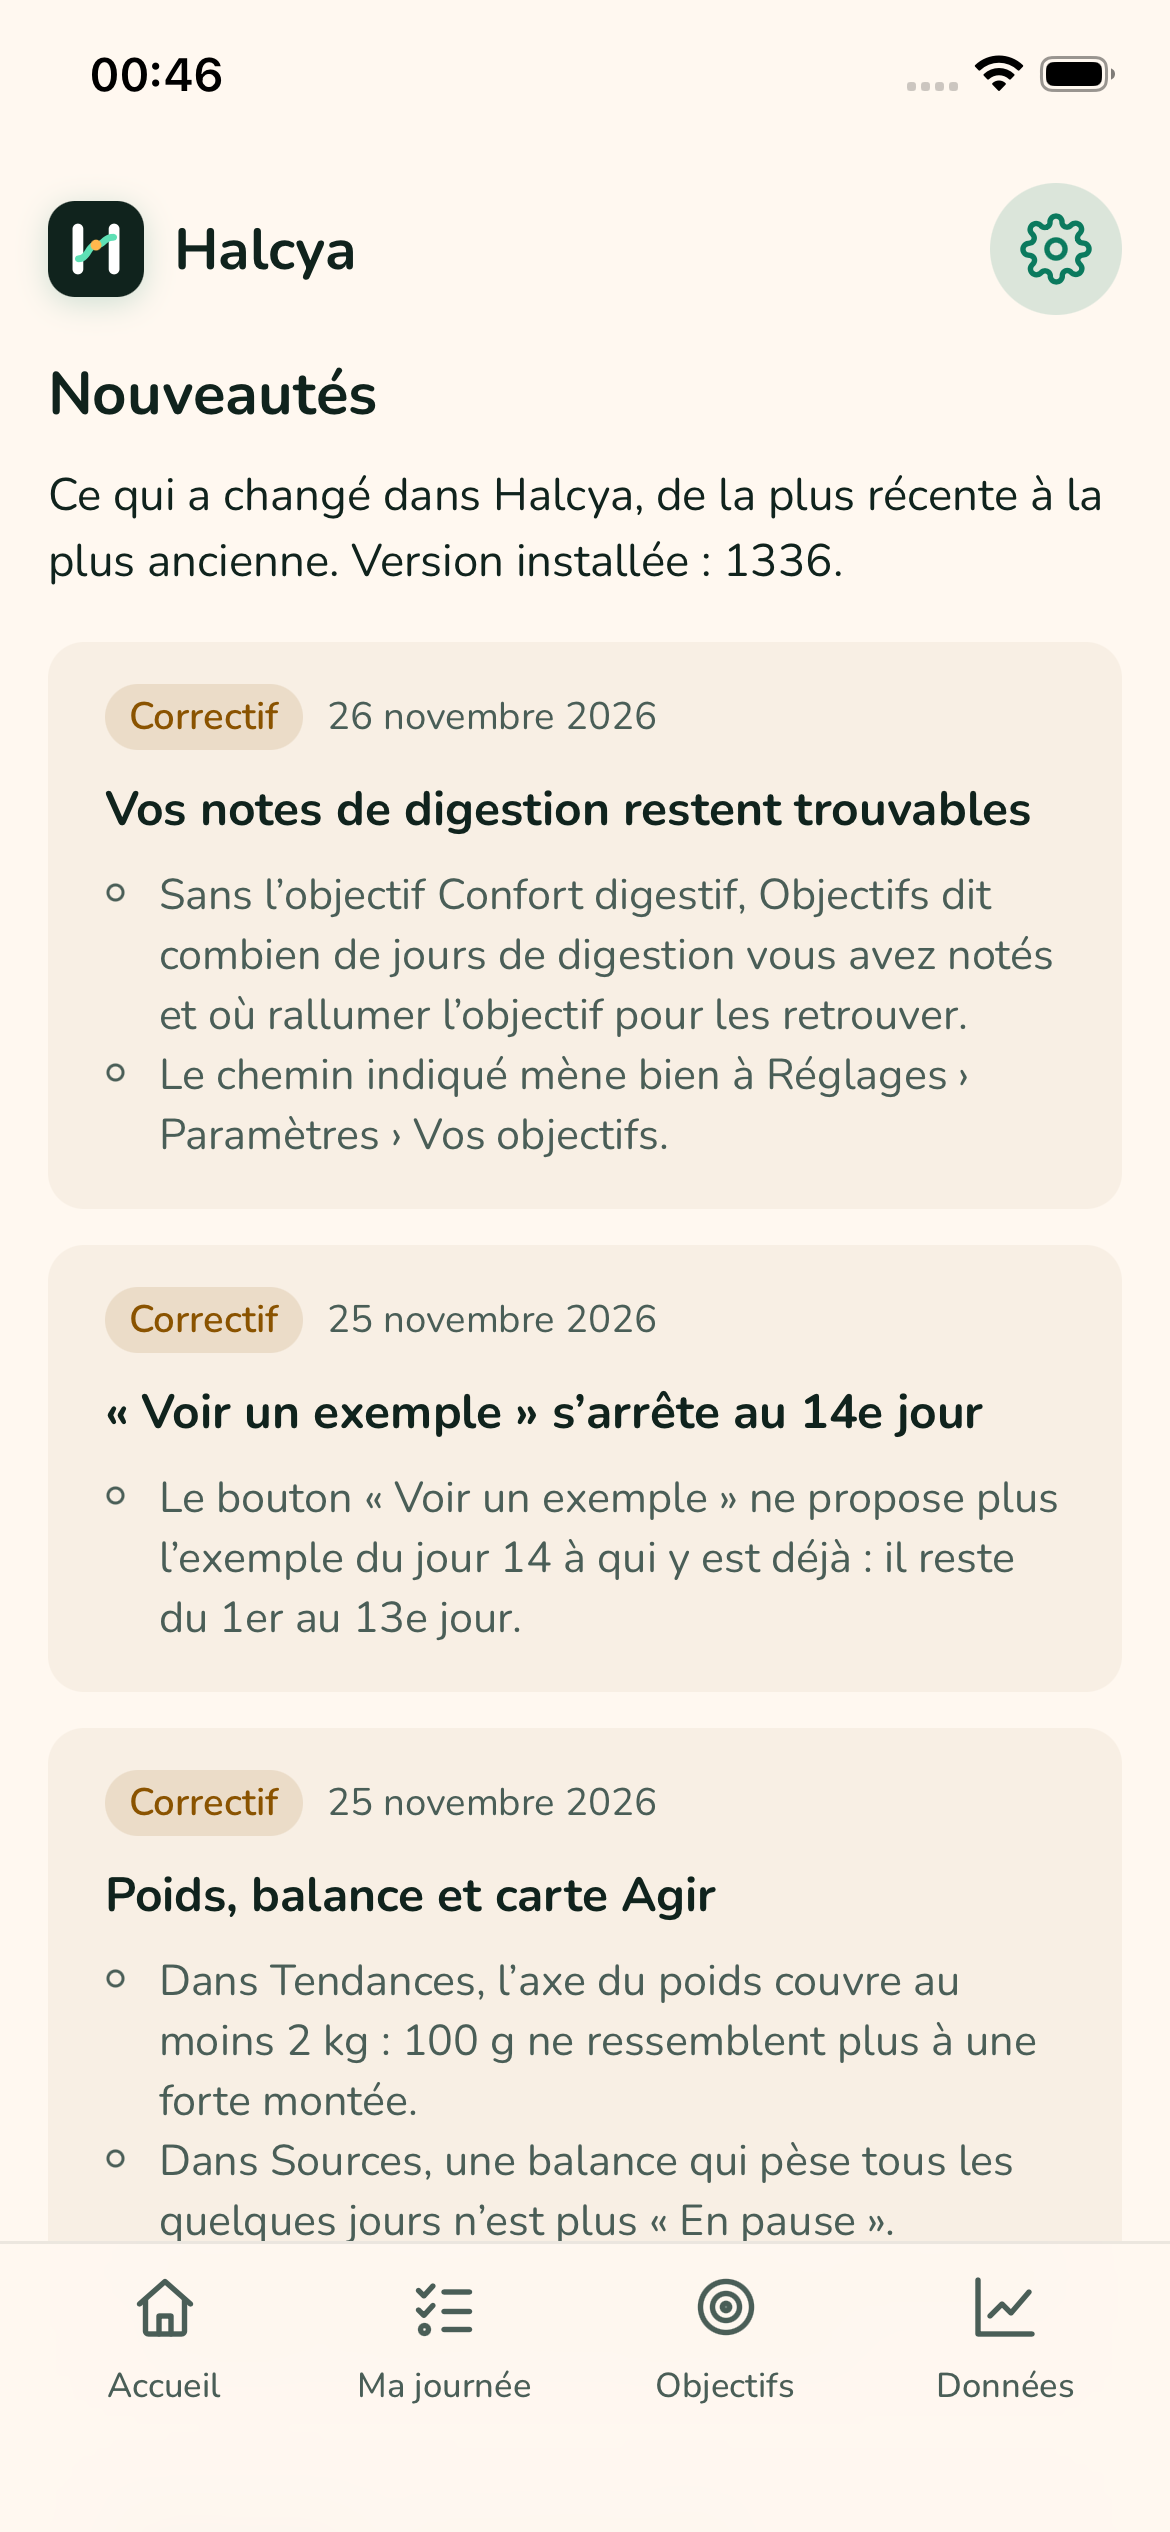 00:46
Halcya
Nouveautés
Ce qui a changé dans Halcya, de la plus récente à la
plus ancienne. Version installée : 1336.
Correctif 26 novembre 2026
Vos notes de digestion restent trouvables
Sans l’objectif Confort digestif, Objectifs dit
combien de jours de digestion vous avez notés
et où rallumer l’objectif pour les retrouver.
Le chemin indiqué mène bien à Réglages ›
Paramètres › Vos objectifs.
Correctif 25 novembre 2026
« Voir un exemple » s’arrête au 14e jour
Le bouton « Voir un exemple » ne propose plus
l’exemple du jour 14 à qui y est déjà : il reste
du 1er au 13e jour.
Correctif 25 novembre 2026
Poids, balance et carte Agir
Dans Tendances, l’axe du poids couvre au
moins 2 kg : 100 g ne ressemblent plus à une
forte montée.
Dans Sources, une balance qui pèse tous les
quelques jours n’est plus « En pause ».
Accueil Ma journée Objectifs Données